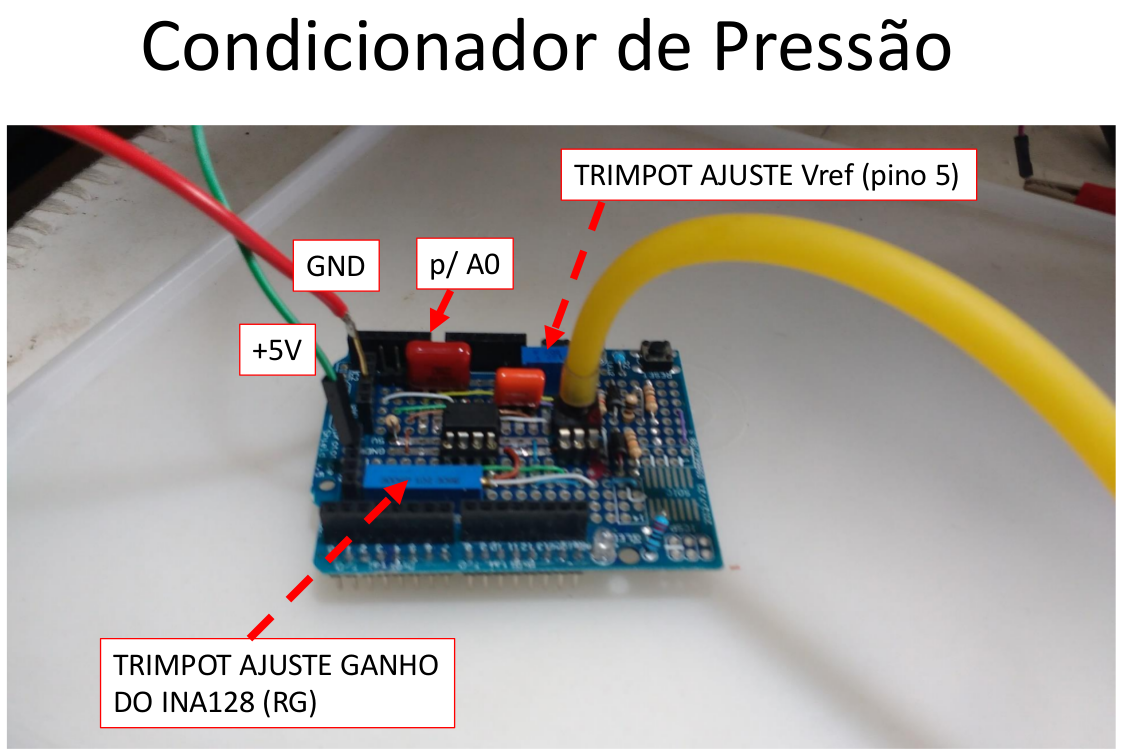 Condicionador de Pressão
TRIMPOT AJUSTE Vref (pino 5)
GND
p/ A0
+5V
TRIMPOT AJUSTE GANHO
DO INA128 (RG)